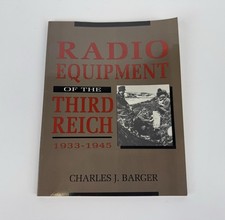 RADIO
EQUIPMENT
OF THE
THIRD
REICH
1933-1945
CHARLES J. BARGER